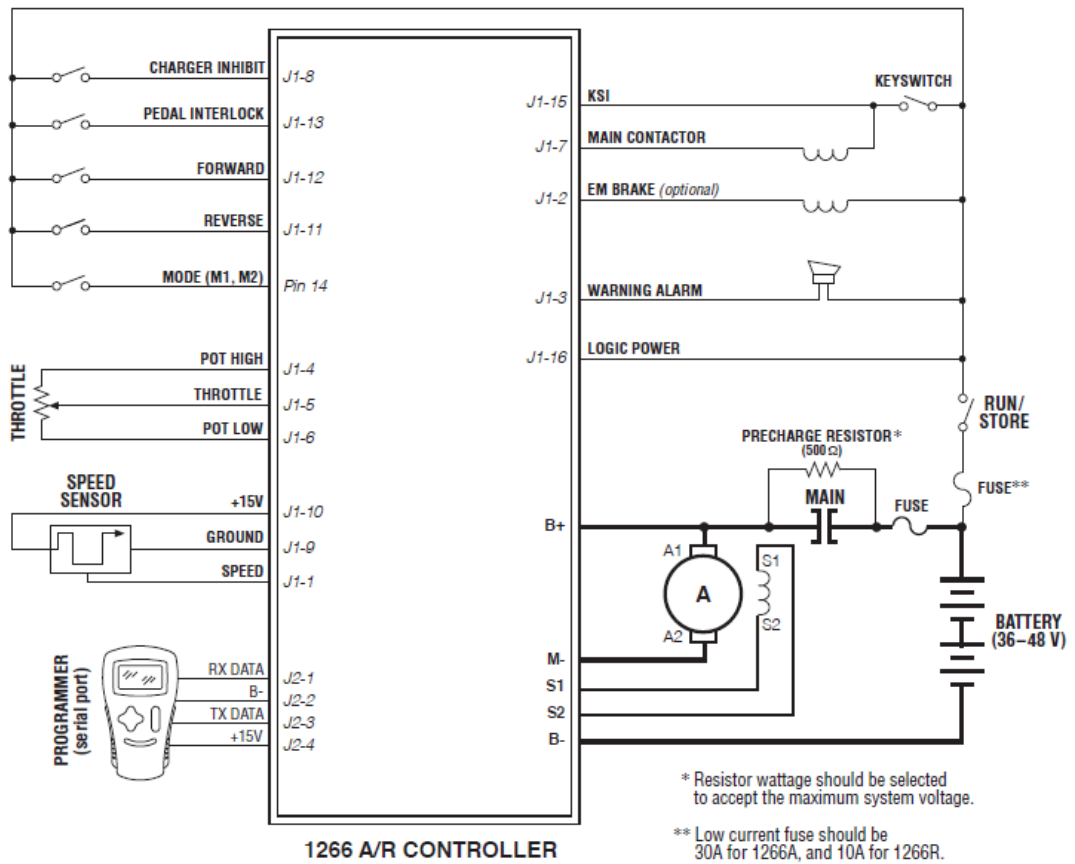 CHARGER INHIBIT
J1-8
PEDAL INTERLOCK
J1-13
FORWARD
J1-12
REVERSE
J1-11
MODE (M1, M2)
Pin 14
POT HIGH
J1-4
THROTTLE
THROTTLE
J1-5
POT LOW
J1-6
SPEED
SENSOR
+15V
J1-10
GROUND
J1-9
SPEED
J1-1
PROGRAMMER
(serial port)
RX DATA
J2-1
B-
J2-2
TX DATA
J2-3
+15V
J2-4
KEYSWITCH
J1-15
KSI
J1-7
MAIN CONTACTOR
J1-2
EM BRAKE (optional)
J1-3
WARNING ALARM
J1-16
LOGIC POWER
RUN/
STORE
PRECHARGE RESISTOR*
(500 Ω)
FUSE**
MAIN
FUSE
B+
A1
A
A2
S1
S2
BATTERY
(36–48 V)
M-
S1
S2
B-
* Resistor wattage should be selected
to accept the maximum system voltage.
** Low current fuse should be
30A for 1266A, and 10A for 1266R.
1266 A/R CONTROLLER